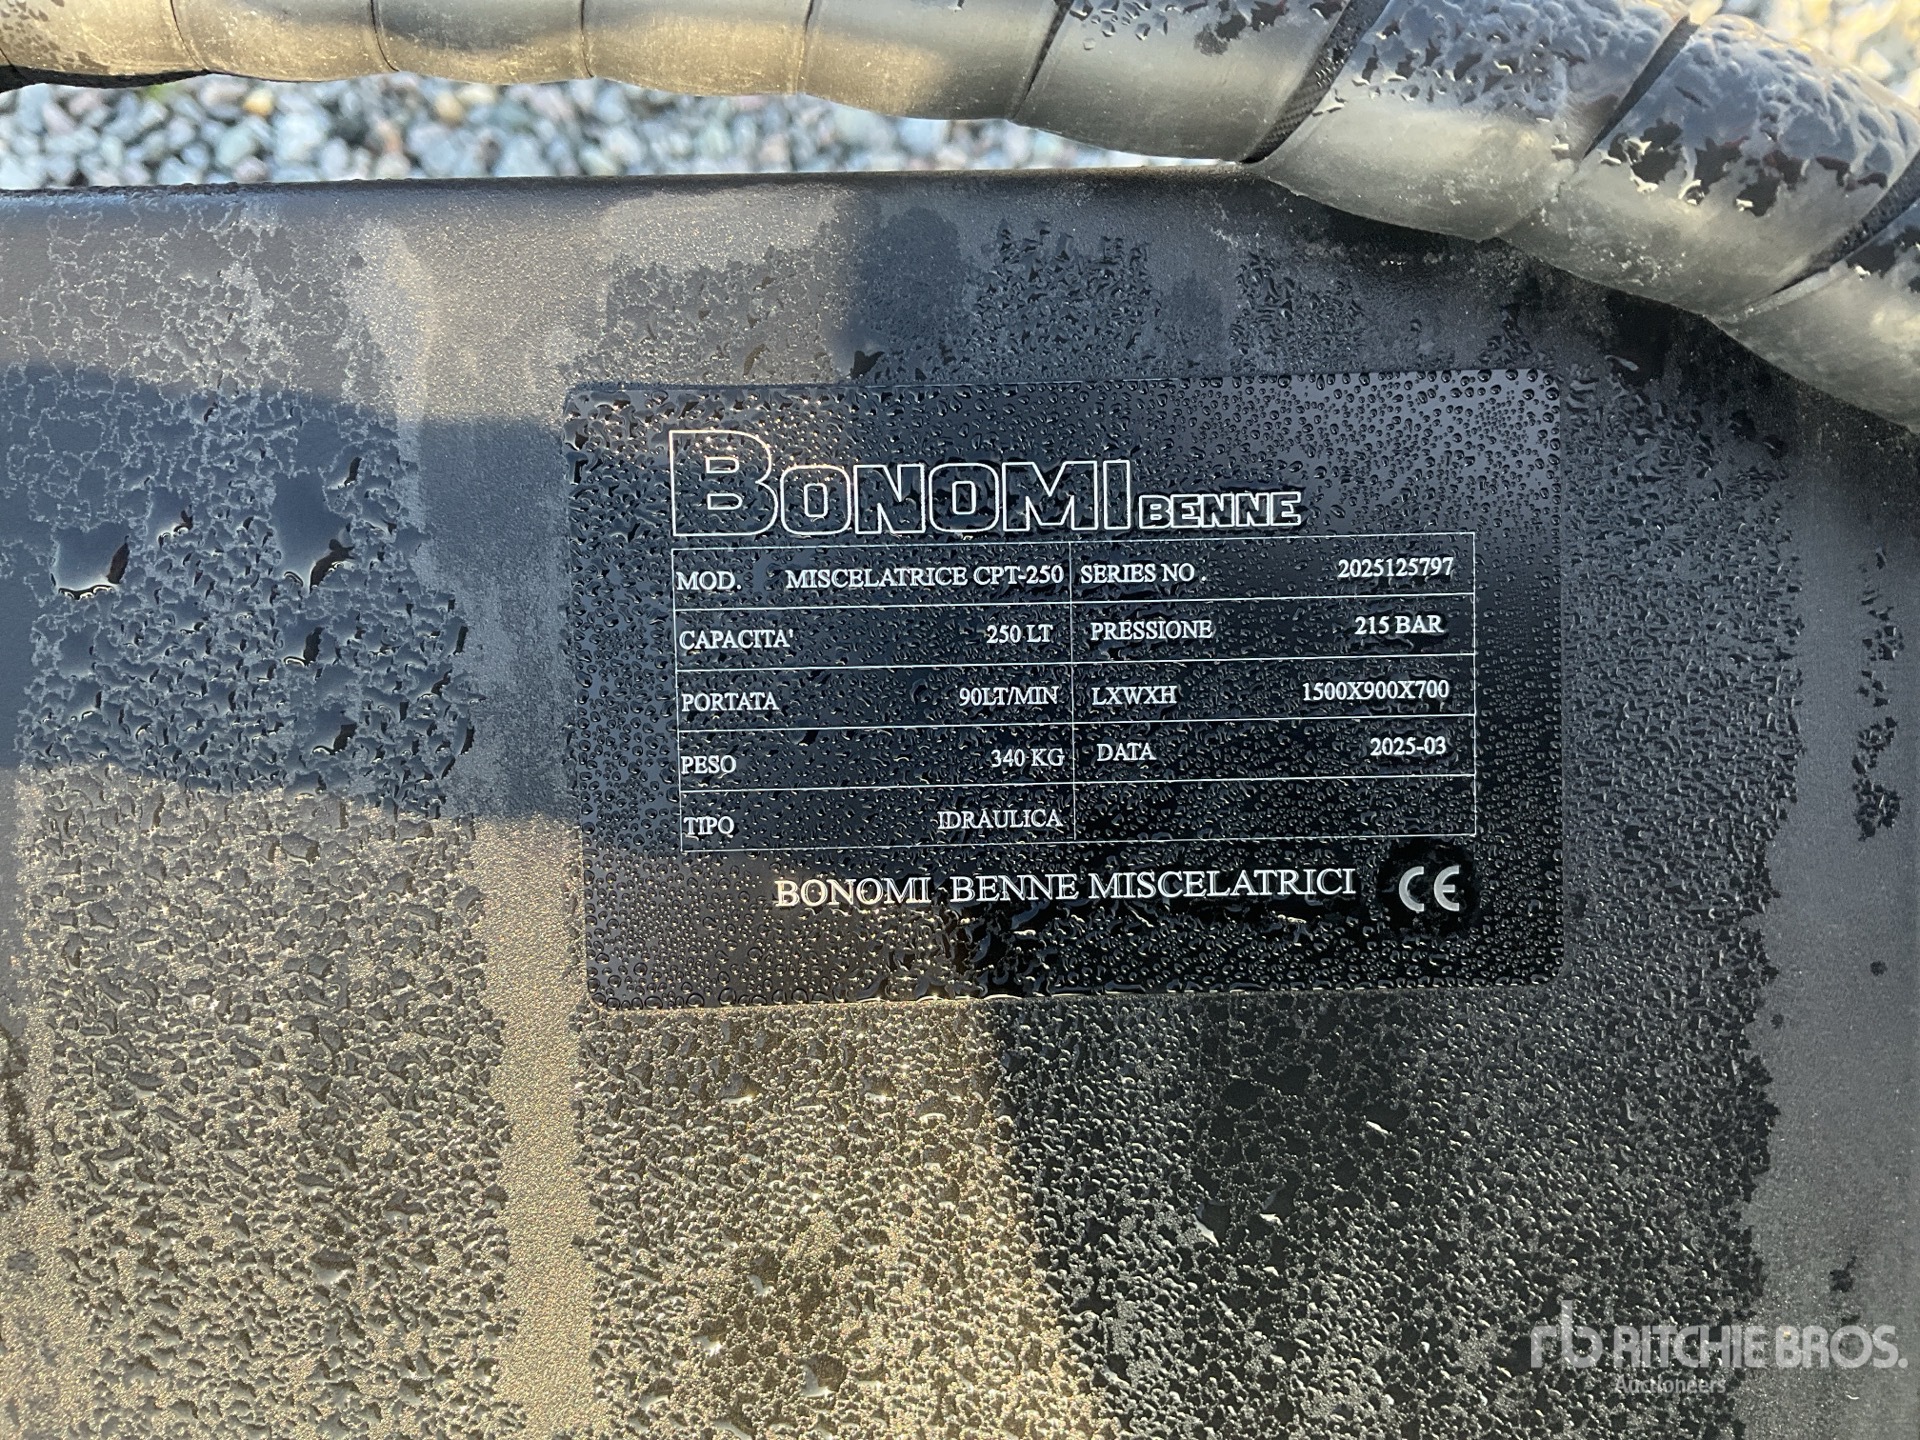 BONOMI BENNE
MOD. MISCELATRICE CPT-250 SERIES NO . 2025125797
CAPACITA' 250 LT PRESSIONE 215 BAR
PORTATA 90LT/MIN LXWXH 1500X900X700
PESO 340 KG DATA 2025-03
TIPO IDRAULICA
BONOMI BENNE MISCELATRICI CE
rb RITCHIE BROS.
Auctioneers